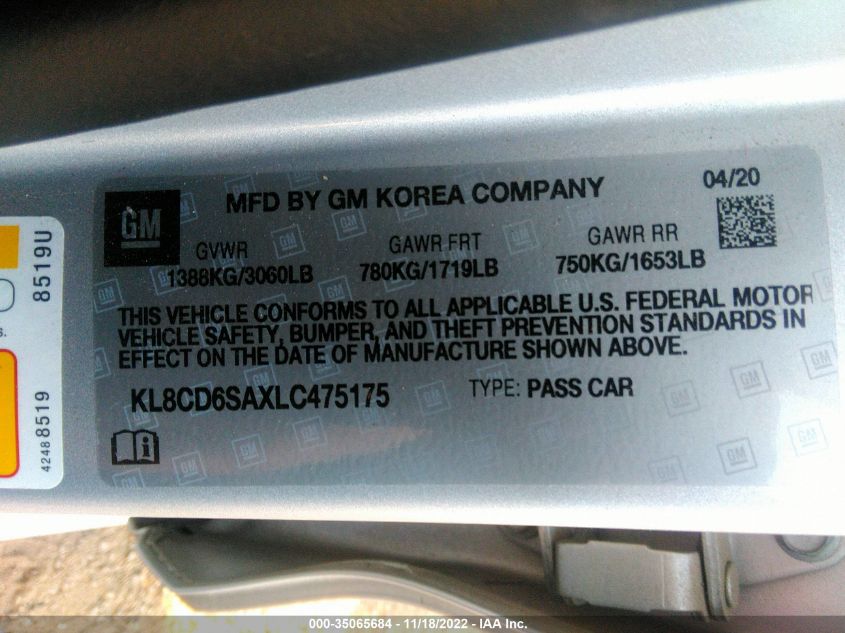 GM
MFD BY GM KOREA COMPANY
04/20
GVWR
1388KG/3060LB
GAWR FRT
780KG/1719LB
GAWR RR
750KG/1653LB
THIS VEHICLE CONFORMS TO ALL APPLICABLE U.S. FEDERAL MOTOR
VEHICLE SAFETY, BUMPER, AND THEFT PREVENTION STANDARDS IN
EFFECT ON THE DATE OF MANUFACTURE SHOWN ABOVE.
KL8CD6SAXLC475175
TYPE: PASS CAR
8519U
s.
42488519
000-35065684 - 11/18/2022 - IAA Inc.